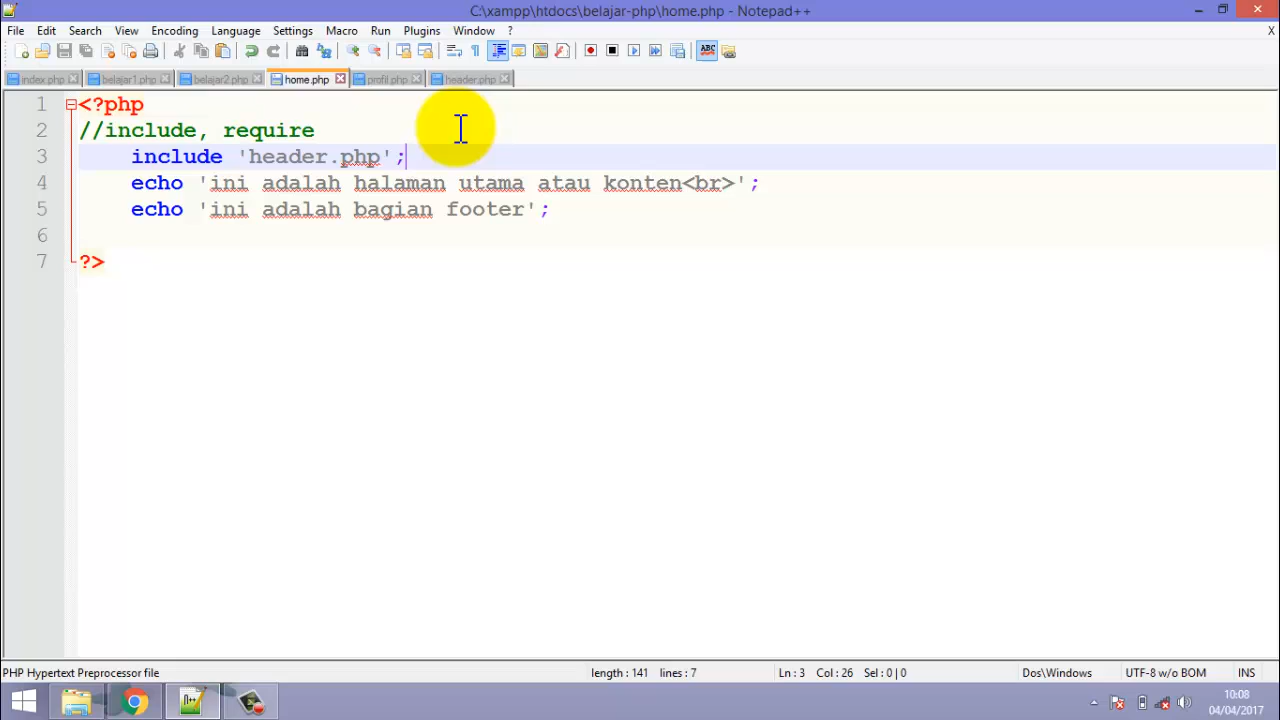 C:\xampp\htdocs\belajar-php\home.php - Notepad++
File Edit Search View Encoding Language Settings Macro Run Plugins Window ? X
index.php belajar1.php belajar2.php home.php profil.php header.php
1 <?php
2 //include, require
3 include 'header.php';
4 echo 'ini adalah halaman utama atau konten<br>';
5 echo 'ini adalah bagian footer';
6
7 ?>
PHP Hypertext Preprocessor file length : 141 lines : 7 Ln : 3 Col : 26 Sel : 0 | 0 Dos\Windows UTF-8 w/o BOM INS
10:08
04/04/2017